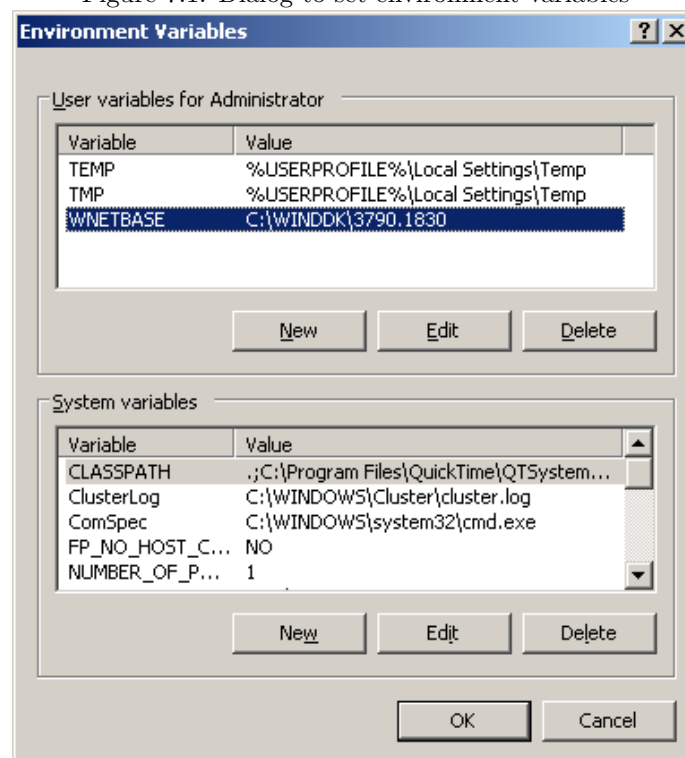 Figure 7.1: Dialog to set environment variables
Environment Variables
User variables for Administrator
Variable Value
TEMP %USERPROFILE%\Local Settings\Temp
TMP %USERPROFILE%\Local Settings\Temp
WNETBASE C:\WINDDK\3790.1830
New Edit Delete
System variables
Variable Value
CLASSPATH .;C:\Program Files\QuickTime\QTSystem...
ClusterLog C:\WINDOWS\Cluster\cluster.log
ComSpec C:\WINDOWS\system32\cmd.exe
FP_NO_HOST_C... NO
NUMBER_OF_P... 1
New Edit Delete
OK Cancel